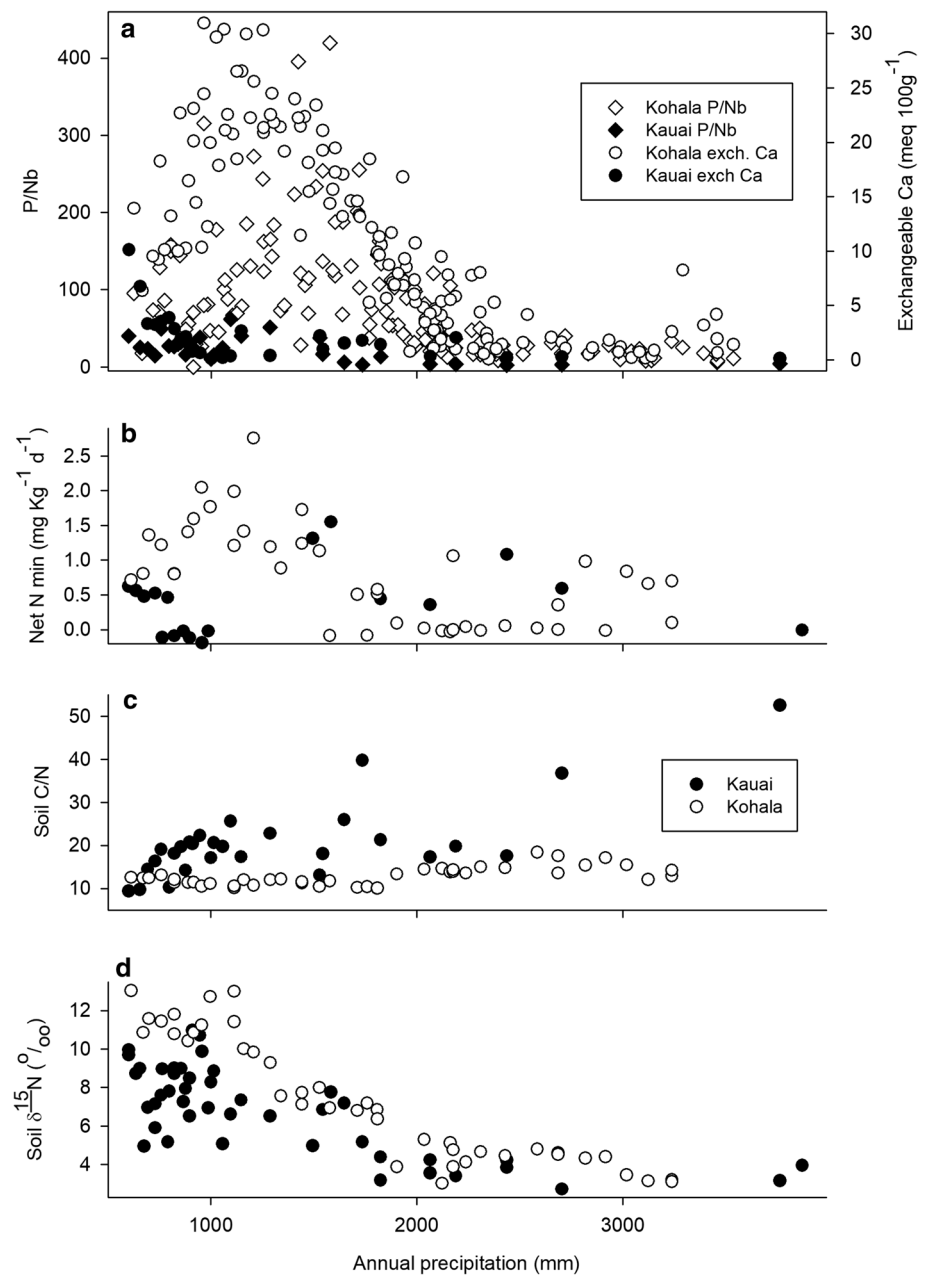 a
400
300
200
100
0
P/Nb
30
25
20
15
10
5
0
Exchangeable Ca (meq 100g⁻¹)
Kohala P/Nb
Kauai P/Nb
Kohala exch. Ca
Kauai exch Ca
b
2.5
2.0
1.5
1.0
0.5
0.0
Net N min (mg Kg⁻¹ d⁻¹)
c
50
40
30
20
10
Soil C/N
Kauai
Kohala
d
12
10
8
6
4
Soil δ¹⁵N (o/oo)
1000
2000
3000
Annual precipitation (mm)